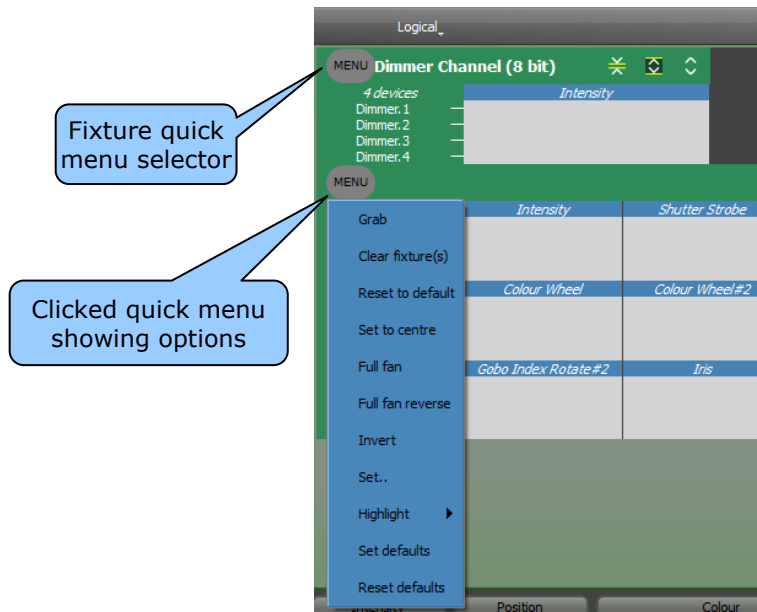 Logical
MENU Dimmer Channel (8 bit)
4 devices Intensity
Dimmer.1
Dimmer.2
Dimmer.3
Dimmer.4
Fixture quick
menu selector
MENU
Intensity Shutter Strobe
Grab
Clear fixture(s)
Reset to default Colour Wheel Colour Wheel#2
Clicked quick menu
showing options
Set to centre
Full fan Gobo Index Rotate#2 Iris
Full fan reverse
Invert
Set..
Highlight
Set defaults
Reset defaults
Intensity Position Colour